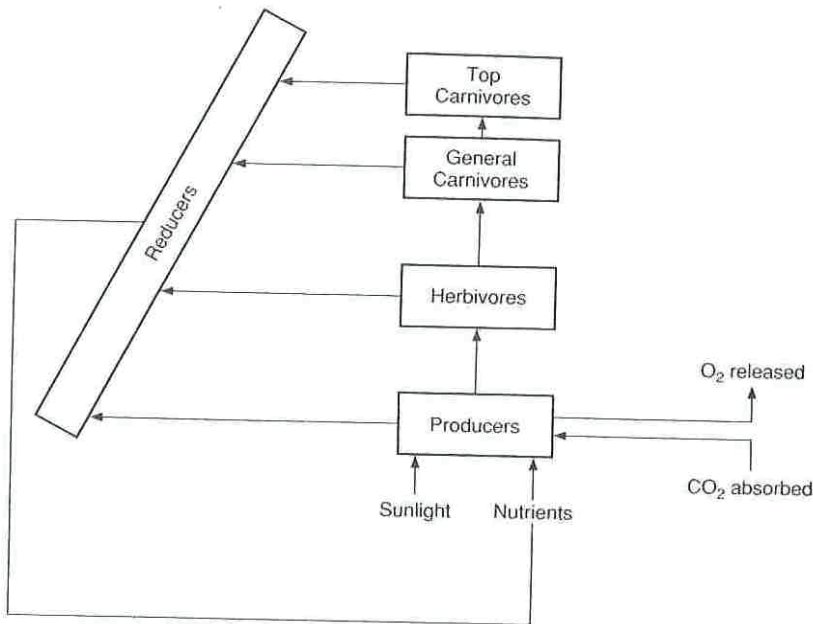 Top
Carnivores
General
Carnivores
Reducers
Herbivores
O₂ released
Producers
CO₂ absorbed
Sunlight
Nutrients